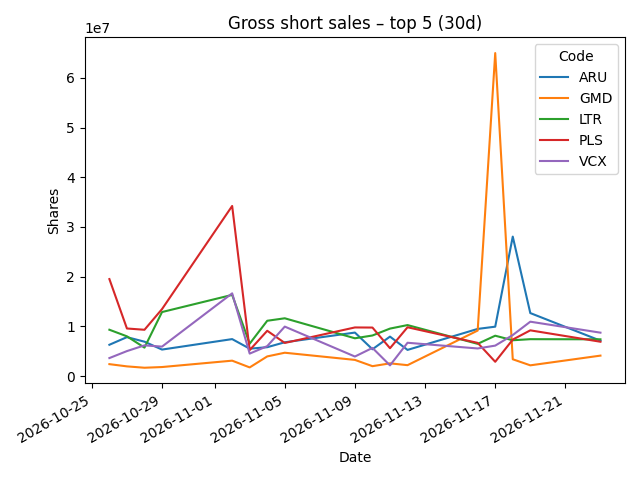 Gross short sales – top 5 (30d)
1e7
Code
ARU
GMD
LTR
PLS
VCX
Shares
7
6
5
4
3
2
1
0
2026-10-25
2026-10-29
2026-11-01
2026-11-05
2026-11-09
2026-11-13
2026-11-17
2026-11-21
Date